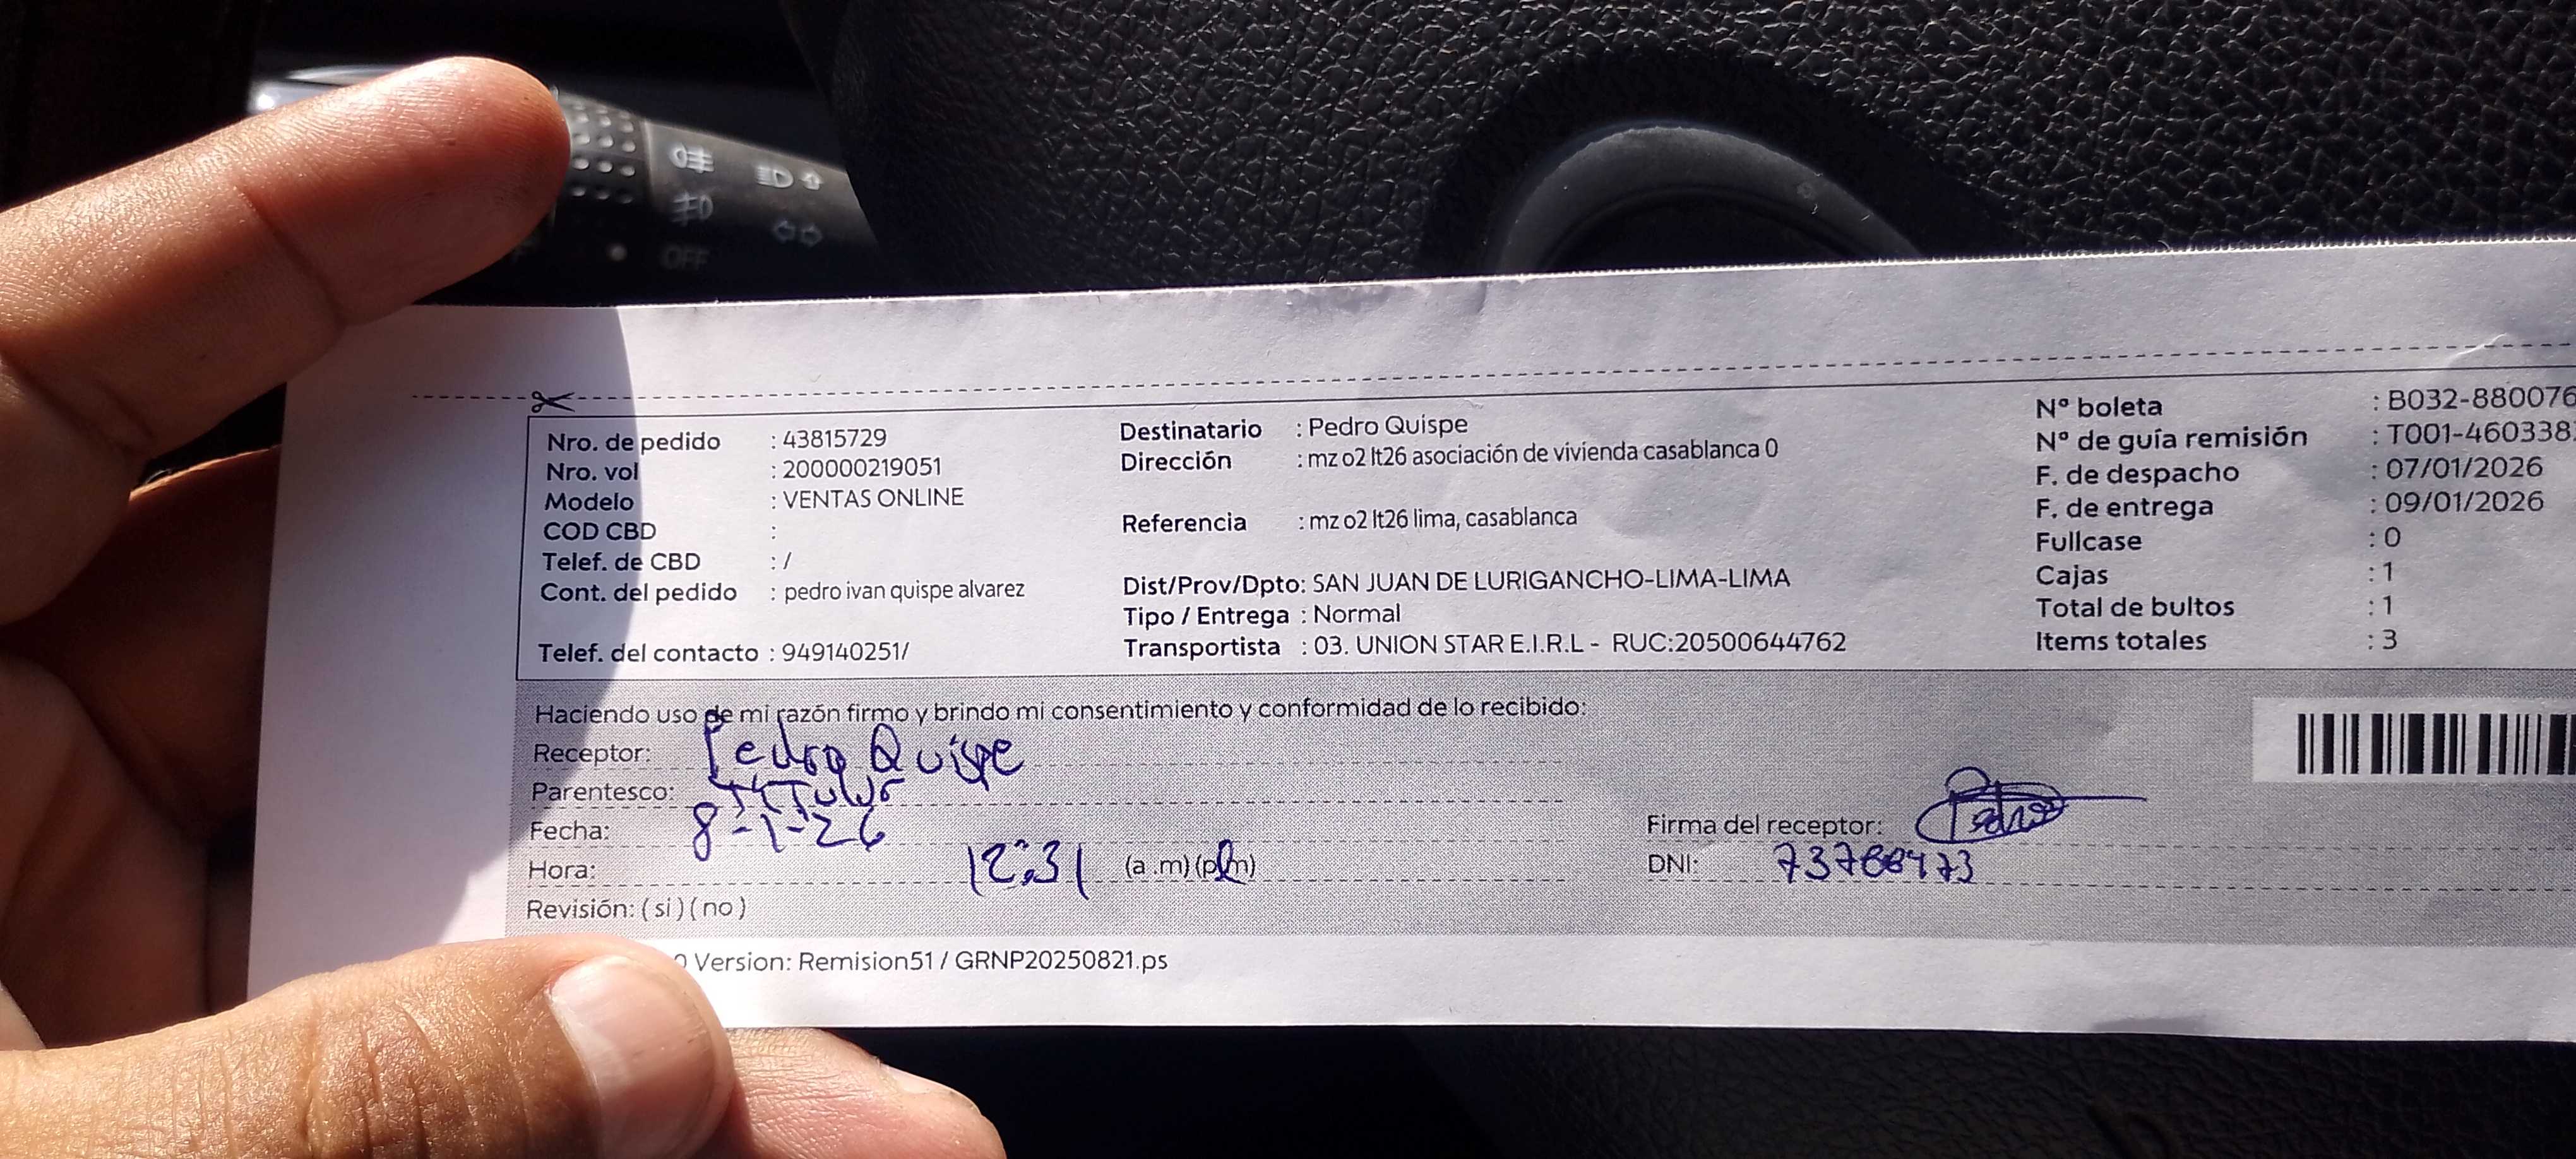 OFF
Nro. de pedido : 43815729
Nro. vol : 200000219051
Modelo : VENTAS ONLINE
COD CBD :
Telef. de CBD : /
Cont. del pedido : pedro ivan quispe alvarez
Telef. del contacto : 949140251/
Destinatario : Pedro Quispe
Dirección : mz o2 lt26 asociación de vivienda casablanca 0
Referencia : mz o2 lt26 lima, casablanca
Dist/Prov/Dpto: SAN JUAN DE LURIGANCHO-LIMA-LIMA
Tipo / Entrega : Normal
Transportista : 03. UNION STAR E.I.R.L - RUC:20500644762
Nº boleta : B032-880076
Nº de guía remisión : T001-460338
F. de despacho : 07/01/2026
F. de entrega : 09/01/2026
Fullcase : 0
Cajas : 1
Total de bultos : 1
Items totales : 3
Haciendo uso de mi razón firmo y brindo mi consentimiento y conformidad de lo recibido:
Receptor: Pedro Quispe
Parentesco: TiTular
Fecha: 8-1-26
Hora: 12:31 (a.m) (pm)
Revisión: ( si ) ( no )
Firma del receptor: Pedro
DNI:
0 Version: Remision51 / GRNP20250821.ps